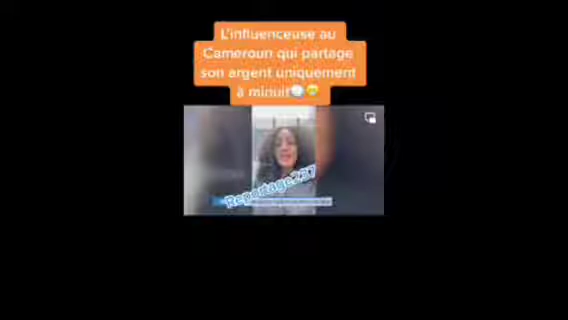 L'influenceuse au
Cameroun qui partage
son argent uniquement
à minuit🕛😳
Reportage237